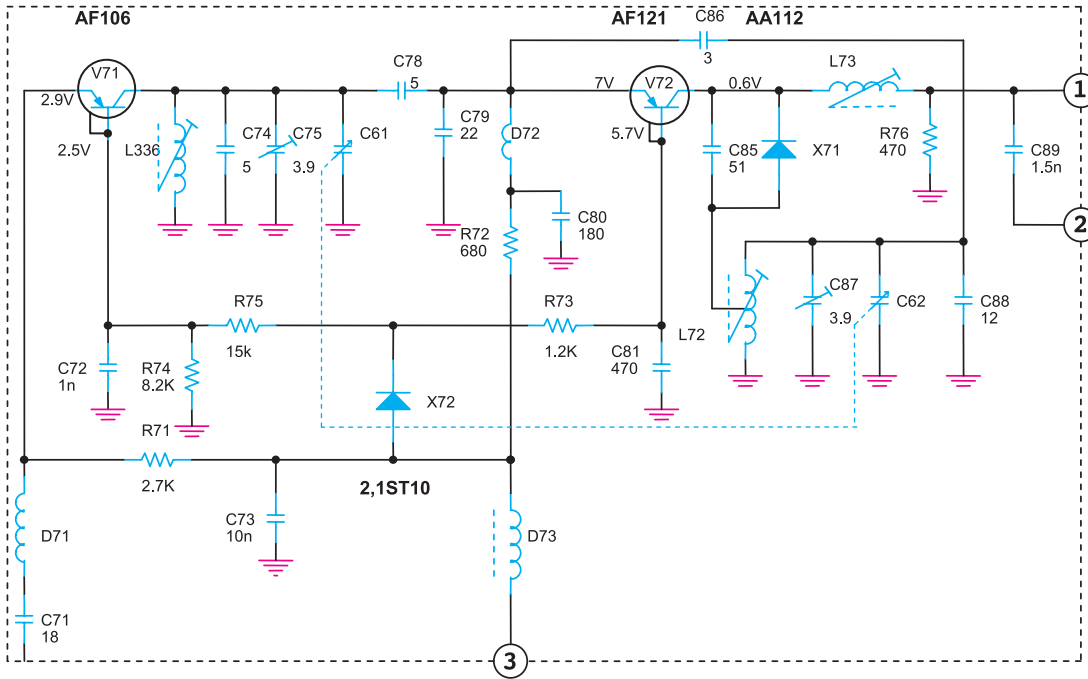 AF106
AF121
AA112
C86
3
V71
2.9V
2.5V
C78
5
7V
V72
0.6V
L73
1
5.7V
L336
C74
5
C75
3.9
C61
C79
22
D72
C85
51
X71
R76
470
C89
1.5n
2
R72
680
C80
180
R75
15k
R73
1.2K
L72
C87
3.9
C62
C88
12
C72
1n
R74
8.2K
C81
470
X72
R71
2.7K
2,1ST10
C73
10n
D71
D73
C71
18
3